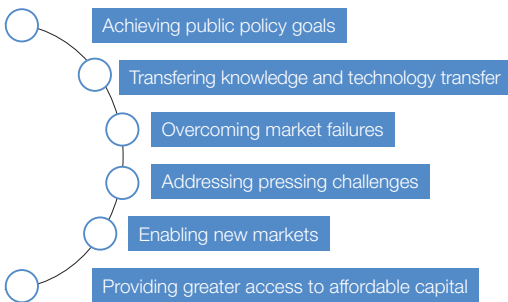 Achieving public policy goals
Transfering knowledge and technology transfer
Overcoming market failures
Addressing pressing challenges
Enabling new markets
Providing greater access to affordable capital